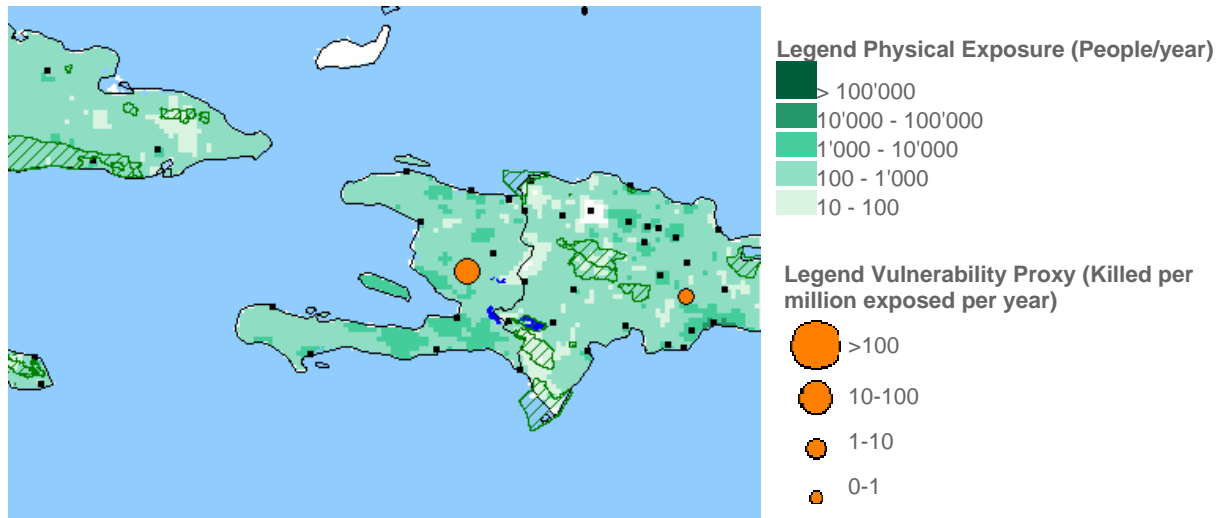 Legend Physical Exposure (People/year)
> 100'000
10'000 - 100'000
1'000 - 10'000
100 - 1'000
10 - 100
Legend Vulnerability Proxy (Killed per
million exposed per year)
>100
10-100
1-10
0-1